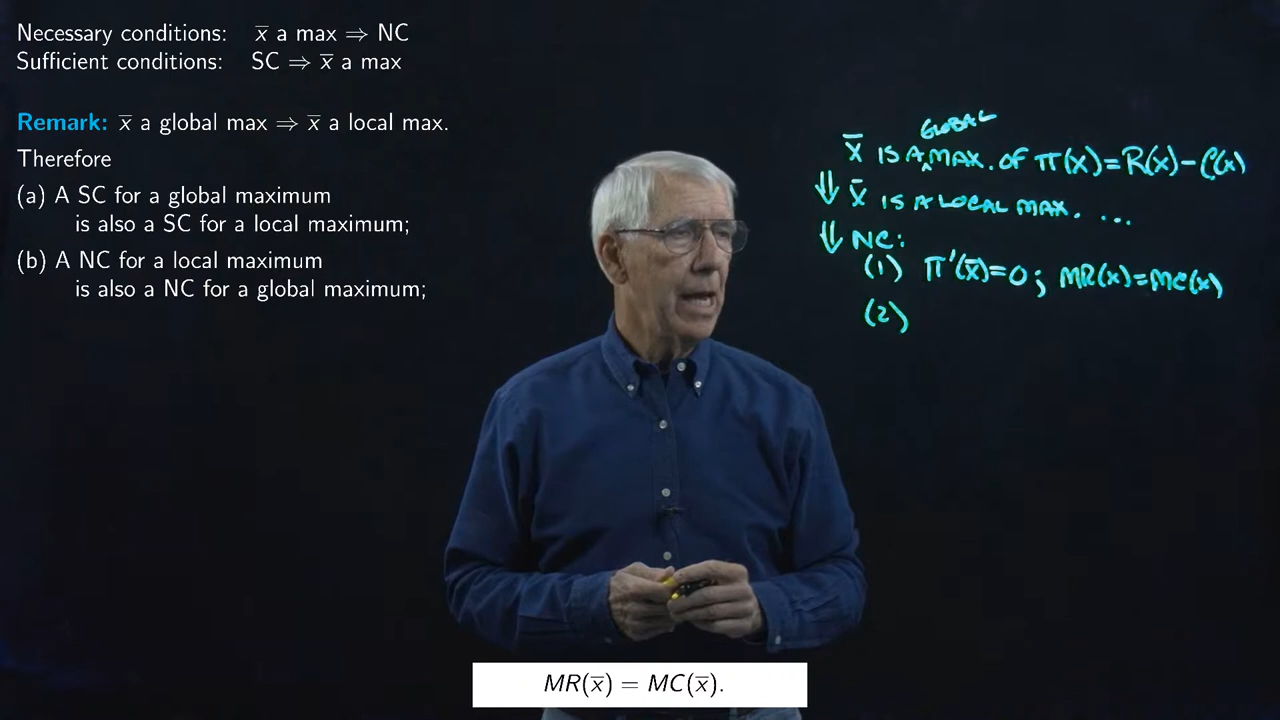 Necessary conditions: x̅ a max ⇒ NC
Sufficient conditions: SC ⇒ x̅ a max
Remark: x̅ a global max ⇒ x̅ a local max.
Therefore
(a) A SC for a global maximum
is also a SC for a local maximum;
(b) A NC for a local maximum
is also a NC for a global maximum;
GLOBAL
x̅ IS A ‸ MAX. OF π(x)=R(x)-C(x)
⇓ x̅ IS A LOCAL MAX. ...
⇓ NC:
(1) π'(x̅)=0; MR(x)=MC(x)
(2)
MR(x̅) = MC(x̅).